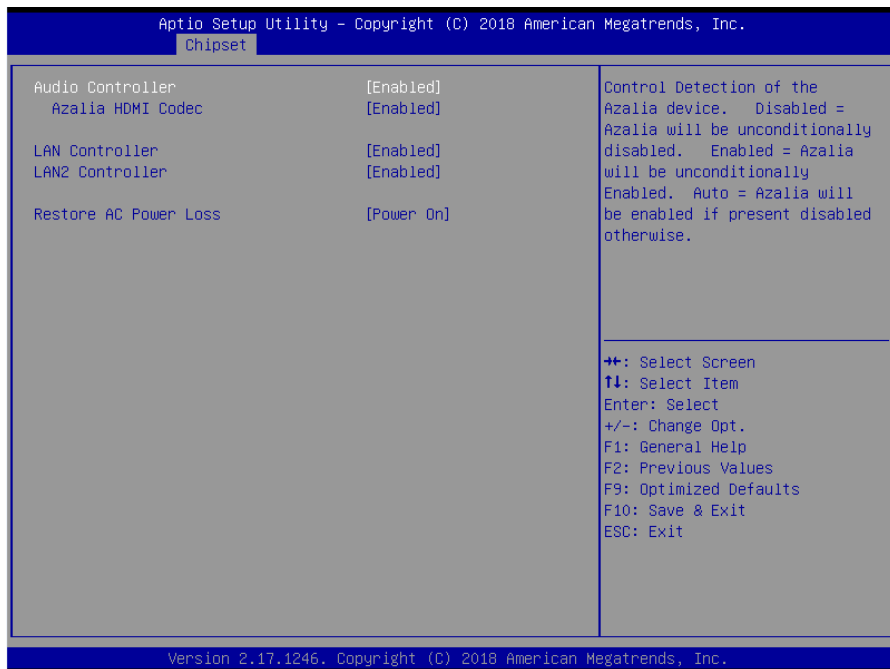 Aptio Setup Utility – Copyright (C) 2018 American Megatrends, Inc.
Chipset
Audio Controller [Enabled]
Azalia HDMI Codec [Enabled]
LAN Controller [Enabled]
LAN2 Controller [Enabled]
Restore AC Power Loss [Power On]
Control Detection of the
Azalia device. Disabled =
Azalia will be unconditionally
disabled. Enabled = Azalia
will be unconditionally
Enabled. Auto = Azalia will
be enabled if present disabled
otherwise.
→←: Select Screen
↑↓: Select Item
Enter: Select
+/-: Change Opt.
F1: General Help
F2: Previous Values
F9: Optimized Defaults
F10: Save & Exit
ESC: Exit
Version 2.17.1246. Copyright (C) 2018 American Megatrends, Inc.